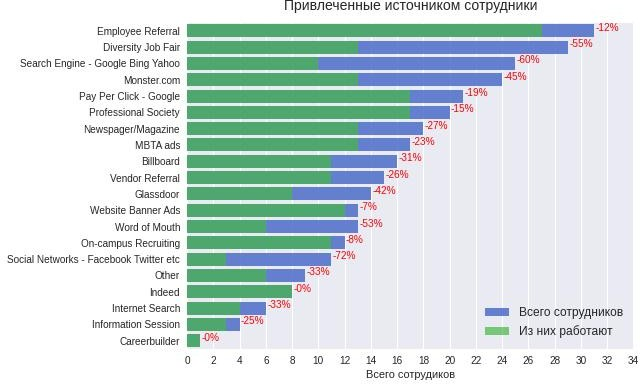 Привлеченные источником сотрудники
Employee Referral -12%
Diversity Job Fair -55%
Search Engine - Google Bing Yahoo -60%
Monster.com -45%
Pay Per Click - Google -19%
Professional Society -15%
Newspager/Magazine -27%
MBTA ads -23%
Billboard -31%
Vendor Referral -26%
Glassdoor -42%
Website Banner Ads -7%
Word of Mouth -53%
On-campus Recruiting -8%
Social Networks - Facebook Twitter etc -72%
Other -33%
Indeed -0%
Internet Search -33%
Information Session -25%
Careerbuilder -0%
Всего сотрудников
Из них работают
0 2 4 6 8 10 12 14 16 18 20 22 24 26 28 30 32 34
Всего сотрудиков